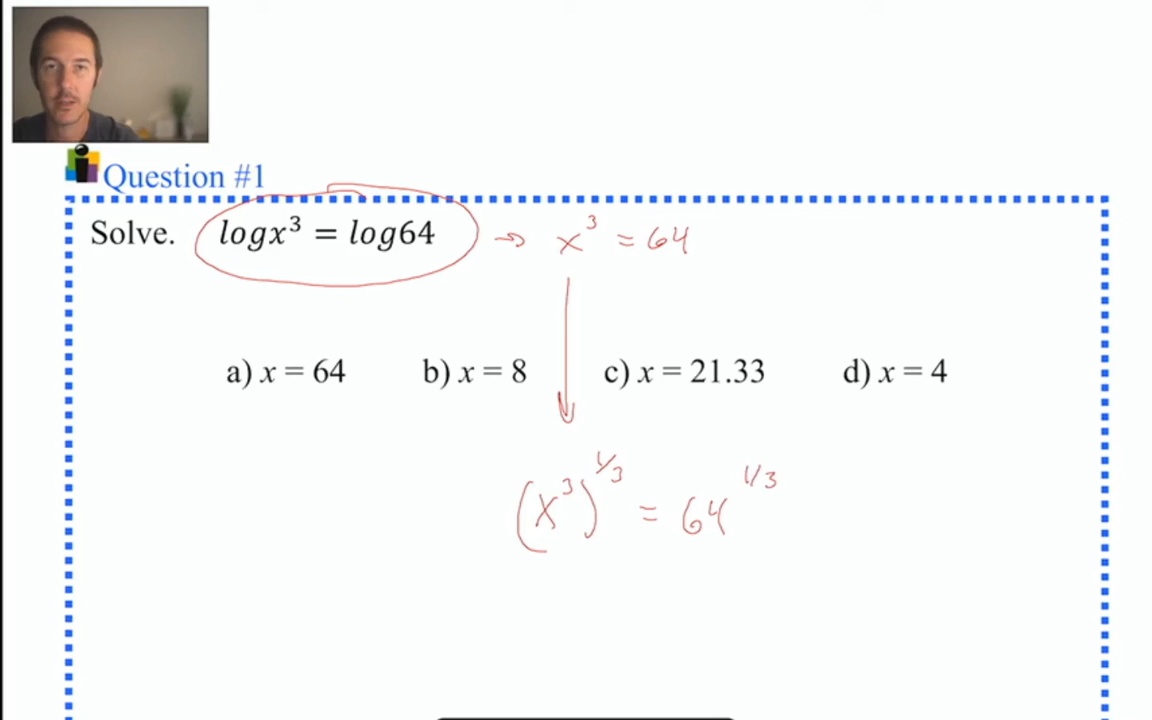 Question #1
Solve. logx³ = log64 → x³ = 64
a) x = 64 b) x = 8 c) x = 21.33 d) x = 4
(x³)^1/3 = 64^1/3